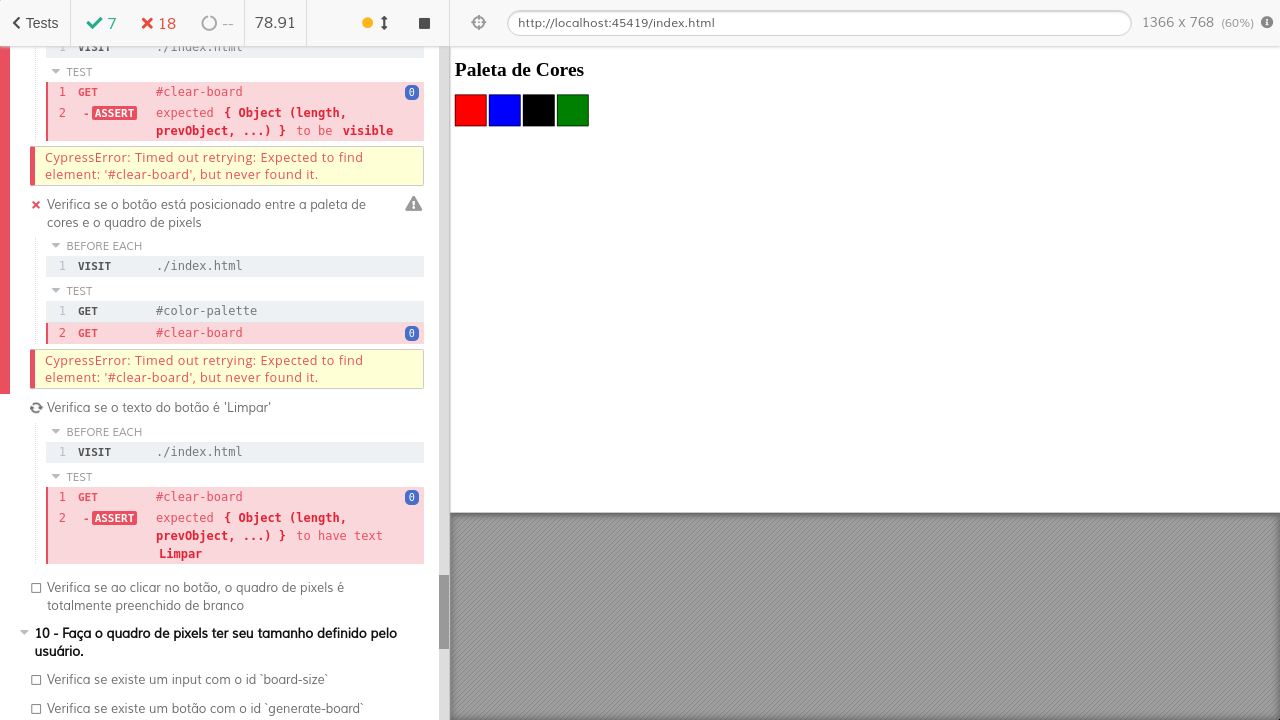 Tests 7 18 -- 78.91
http://localhost:45419/index.html 1366 x 768 (60%)
1 VISIT ./index.html
TEST
1 GET #clear-board 0
2 - ASSERT expected { Object (length,
prevObject, ...) } to be visible
CypressError: Timed out retrying: Expected to find
element: '#clear-board', but never found it.
Verifica se o botão está posicionado entre a paleta de
cores e o quadro de pixels
BEFORE EACH
1 VISIT ./index.html
TEST
1 GET #color-palette
2 GET #clear-board 0
CypressError: Timed out retrying: Expected to find
element: '#clear-board', but never found it.
Verifica se o texto do botão é 'Limpar'
BEFORE EACH
1 VISIT ./index.html
TEST
1 GET #clear-board 0
2 - ASSERT expected { Object (length,
prevObject, ...) } to have text
Limpar
Verifica se ao clicar no botão, o quadro de pixels é
totalmente preenchido de branco
10 - Faça o quadro de pixels ter seu tamanho definido pelo
usuário.
Verifica se existe um input com o id `board-size`
Verifica se existe um botão com o id `generate-board`
Paleta de Cores